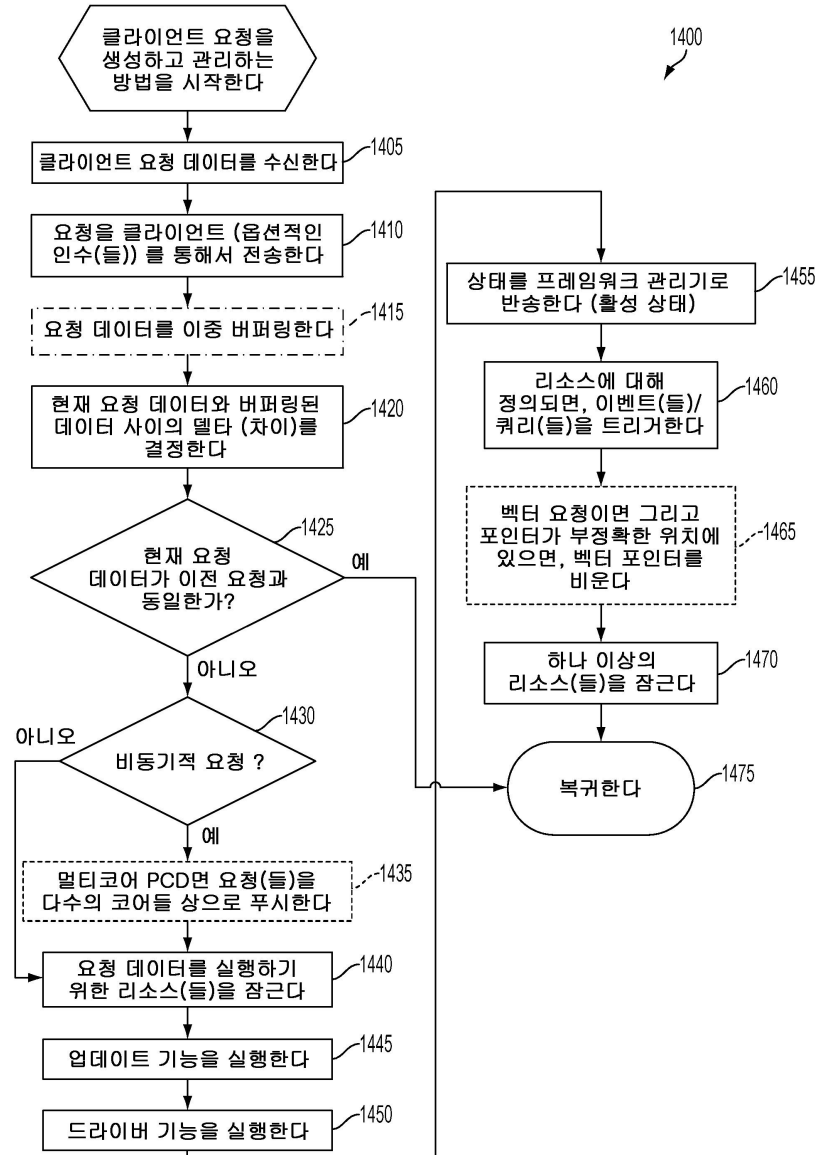 클라이언트 요청을
생성하고 관리하는
방법을 시작한다
1400
클라이언트 요청 데이터를 수신한다
1405
요청을 클라이언트 (옵션적인
인수(들)) 를 통해서 전송한다
1410
요청 데이터를 이중 버퍼링한다
1415
현재 요청 데이터와 버퍼링된
데이터 사이의 델타 (차이)를
결정한다
1420
현재 요청
데이터가 이전 요청과
동일한가?
1425
예
아니오
비동기적 요청 ?
1430
아니오
예
멀티코어 PCD면 요청(들)을
다수의 코어들 상으로 푸시한다
1435
요청 데이터를 실행하기
위한 리소스(들)을 잠근다
1440
업데이트 기능을 실행한다
1445
드라이버 기능을 실행한다
1450
상태를 프레임워크 관리기로
반송한다 (활성 상태)
1455
리소스에 대해
정의되면, 이벤트(들)/
쿼리(들)을 트리거한다
1460
벡터 요청이면 그리고
포인터가 부정확한 위치에
있으면, 벡터 포인터를
비운다
1465
하나 이상의
리소스(들)을 잠근다
1470
복귀한다
1475